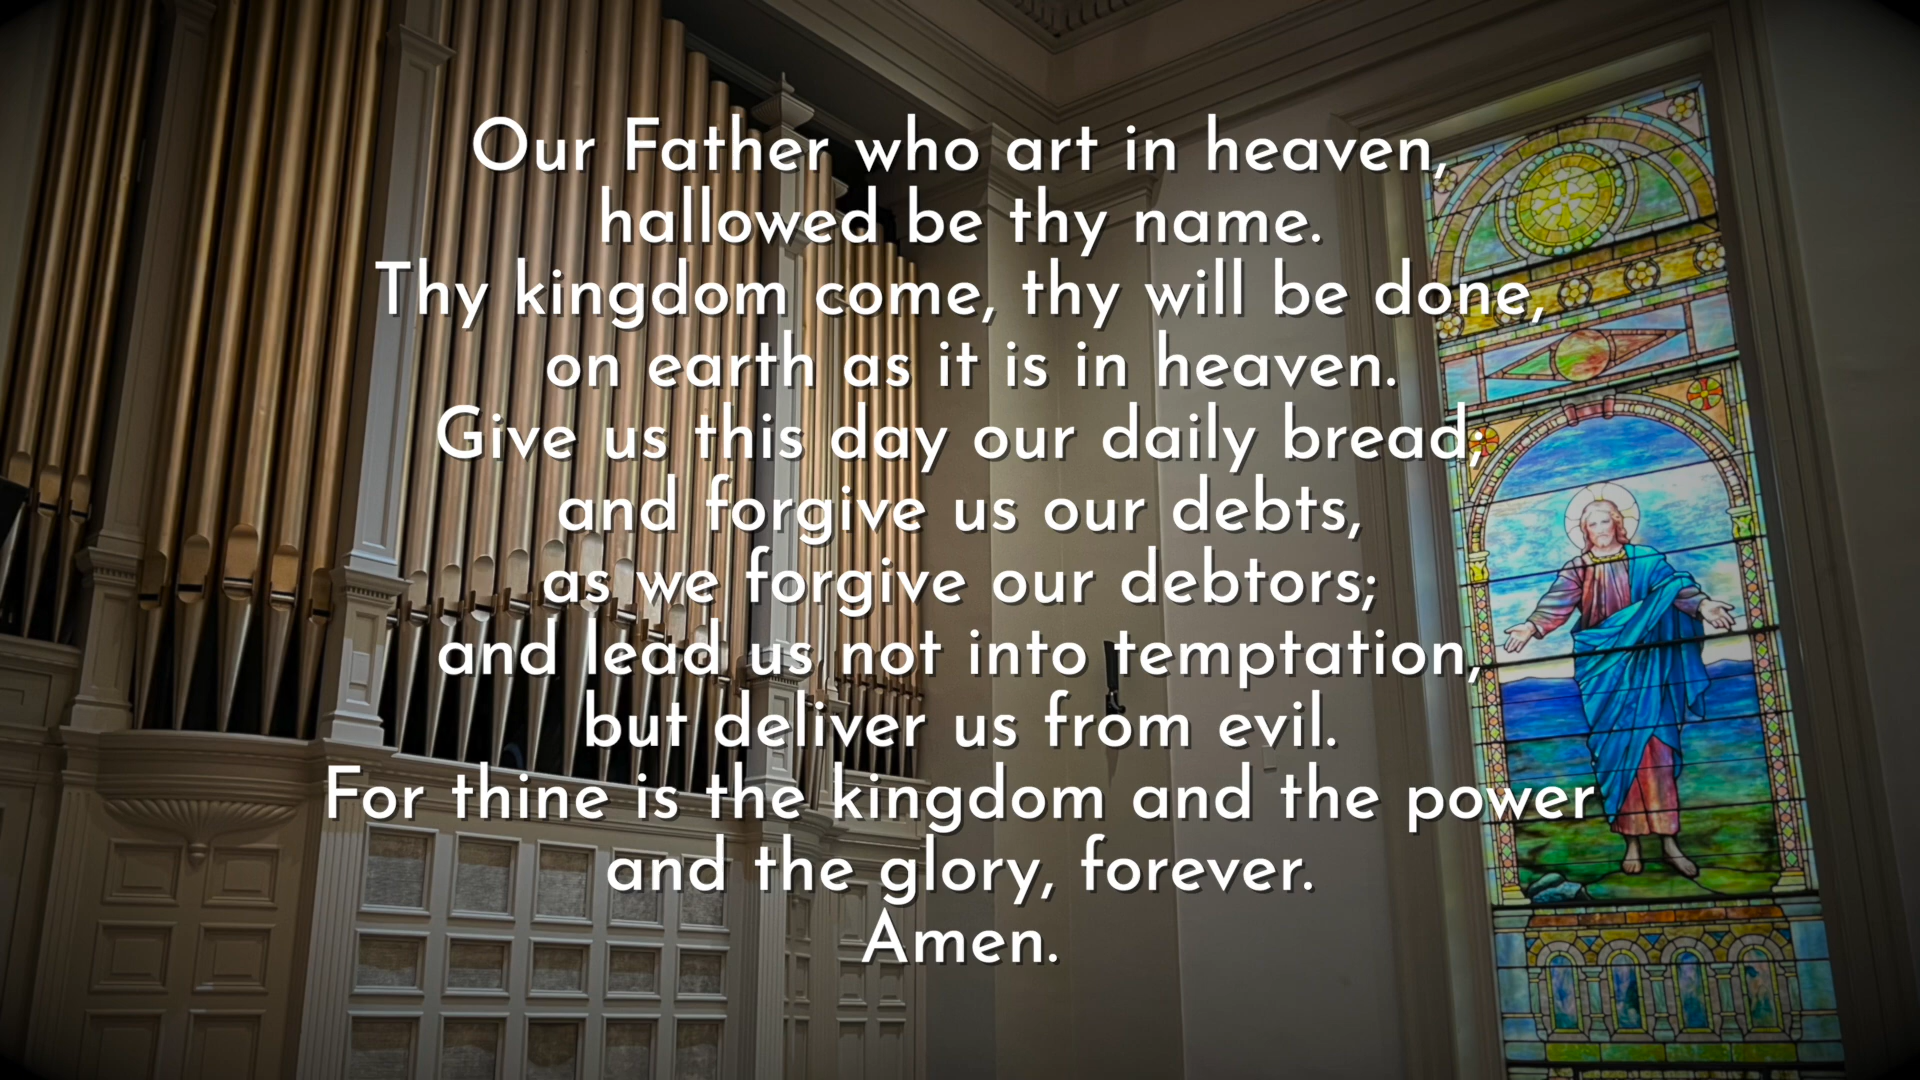 Our Father who art in heaven,
hallowed be thy name.
Thy kingdom come, thy will be done,
on earth as it is in heaven.
Give us this day our daily bread;
and forgive us our debts,
as we forgive our debtors;
and lead us not into temptation,
but deliver us from evil.
For thine is the kingdom and the power
and the glory, forever.
Amen.